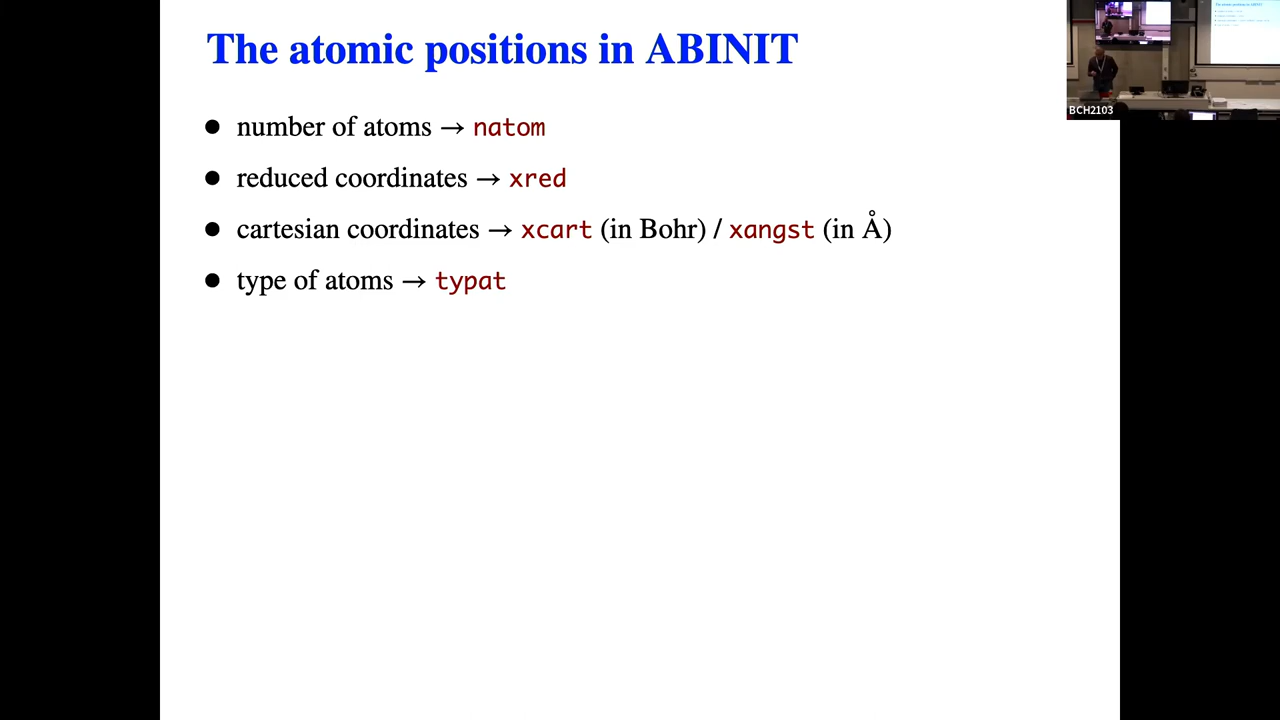 The atomic positions in ABINIT
● number of atoms → natom
● reduced coordinates → xred
● cartesian coordinates → xcart (in Bohr) / xangst (in Å)
● type of atoms → typat
BCH2103